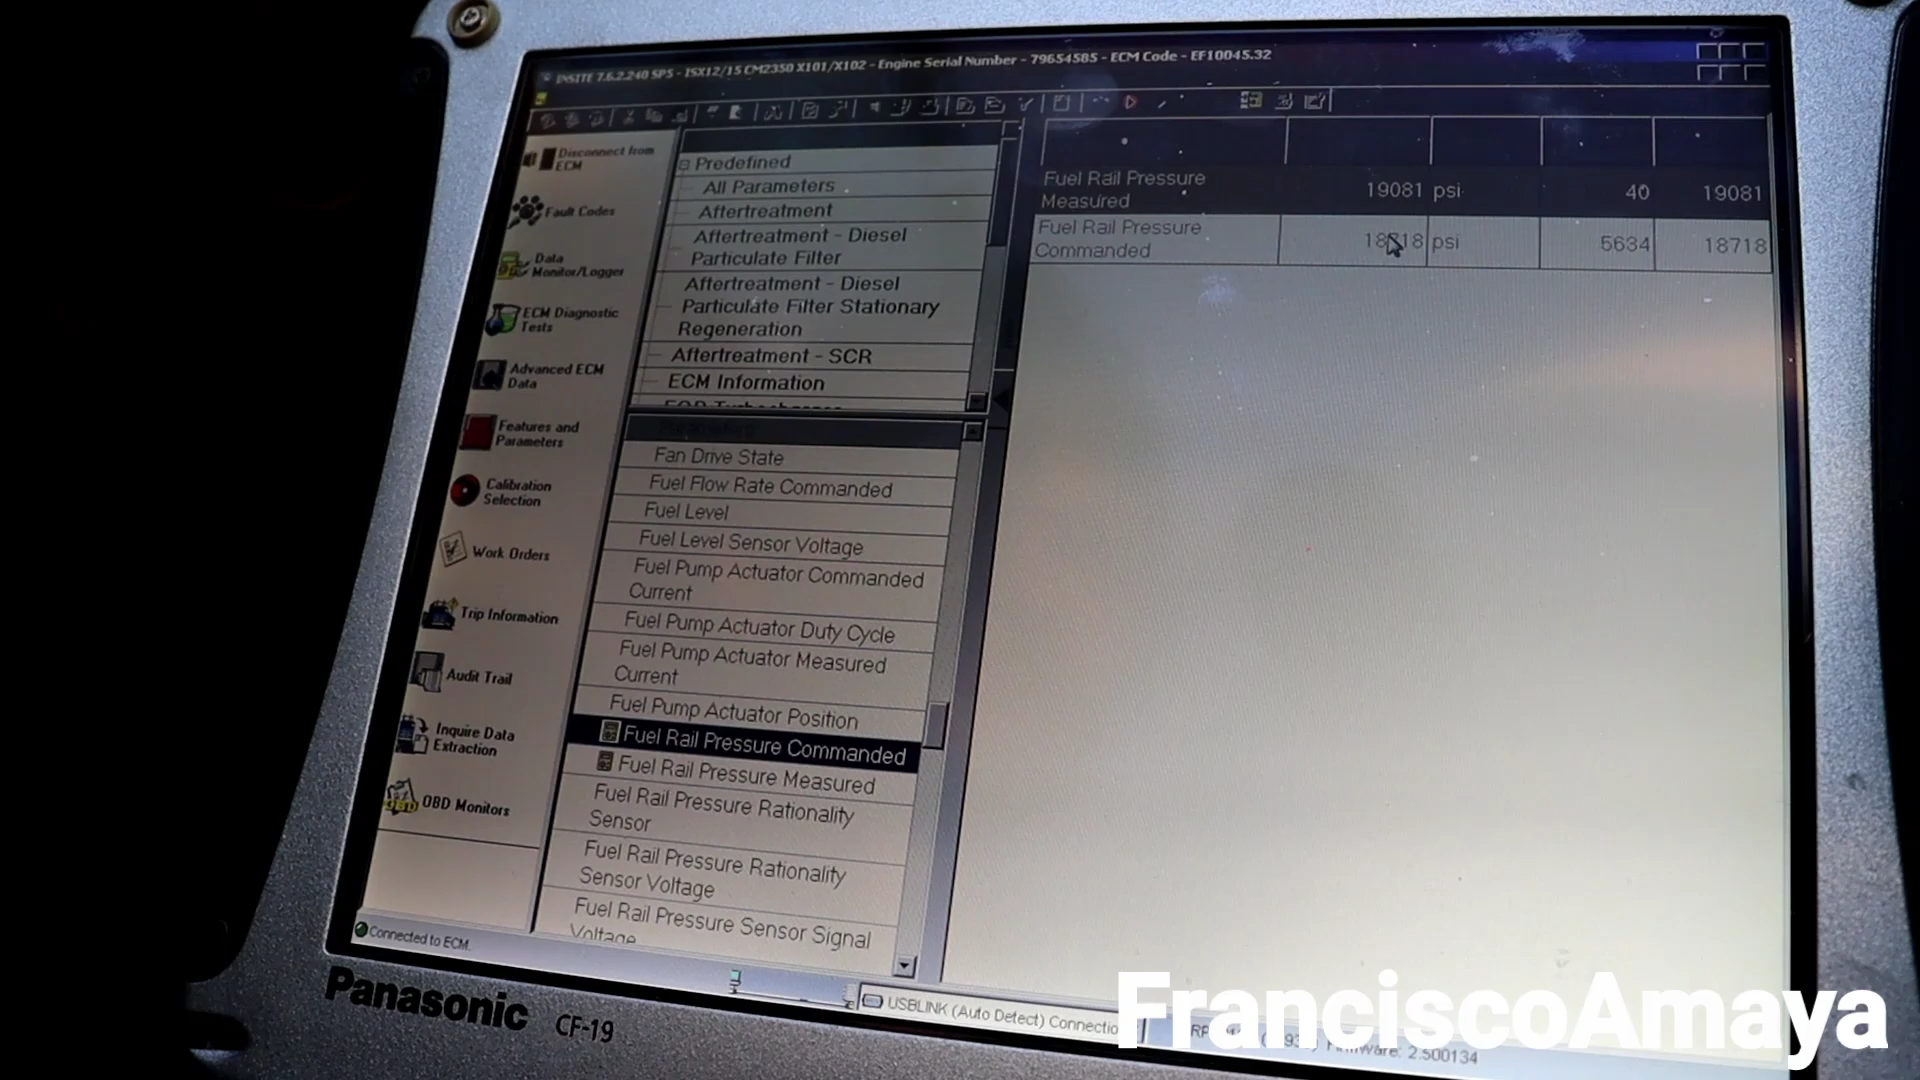 INSITE 7.6.2.240 SP5 - ISX12/15 CM2350 X101/X102 - Engine Serial Number - 79654585 - ECM Code - EF10045.32
Disconnect from
ECM
Fault Codes
Data
Monitor/Logger
ECM Diagnostic
Tests
Advanced ECM
Data
Features and
Parameters
Calibration
Selection
Work Orders
Trip Information
Audit Trail
Inquire Data
Extraction
OBD Monitors
Connected to ECM.
Predefined
All Parameters
Aftertreatment
Aftertreatment - Diesel
Particulate Filter
Aftertreatment - Diesel
Particulate Filter Stationary
Regeneration
Aftertreatment - SCR
ECM Information
Fan Drive State
Fuel Flow Rate Commanded
Fuel Level
Fuel Level Sensor Voltage
Fuel Pump Actuator Commanded
Current
Fuel Pump Actuator Duty Cycle
Fuel Pump Actuator Measured
Current
Fuel Pump Actuator Position
Fuel Rail Pressure Commanded
Fuel Rail Pressure Measured
Fuel Rail Pressure Rationality
Sensor
Fuel Rail Pressure Rationality
Sensor Voltage
Fuel Rail Pressure Sensor Signal
Voltage
Fuel Rail Pressure
Measured
19081 psi 40 19081
Fuel Rail Pressure
Commanded
18718 psi 5634 18718
USBLINK (Auto Detect) Connection
Firmware: 2.500134
Panasonic CF-19
FranciscoAmaya